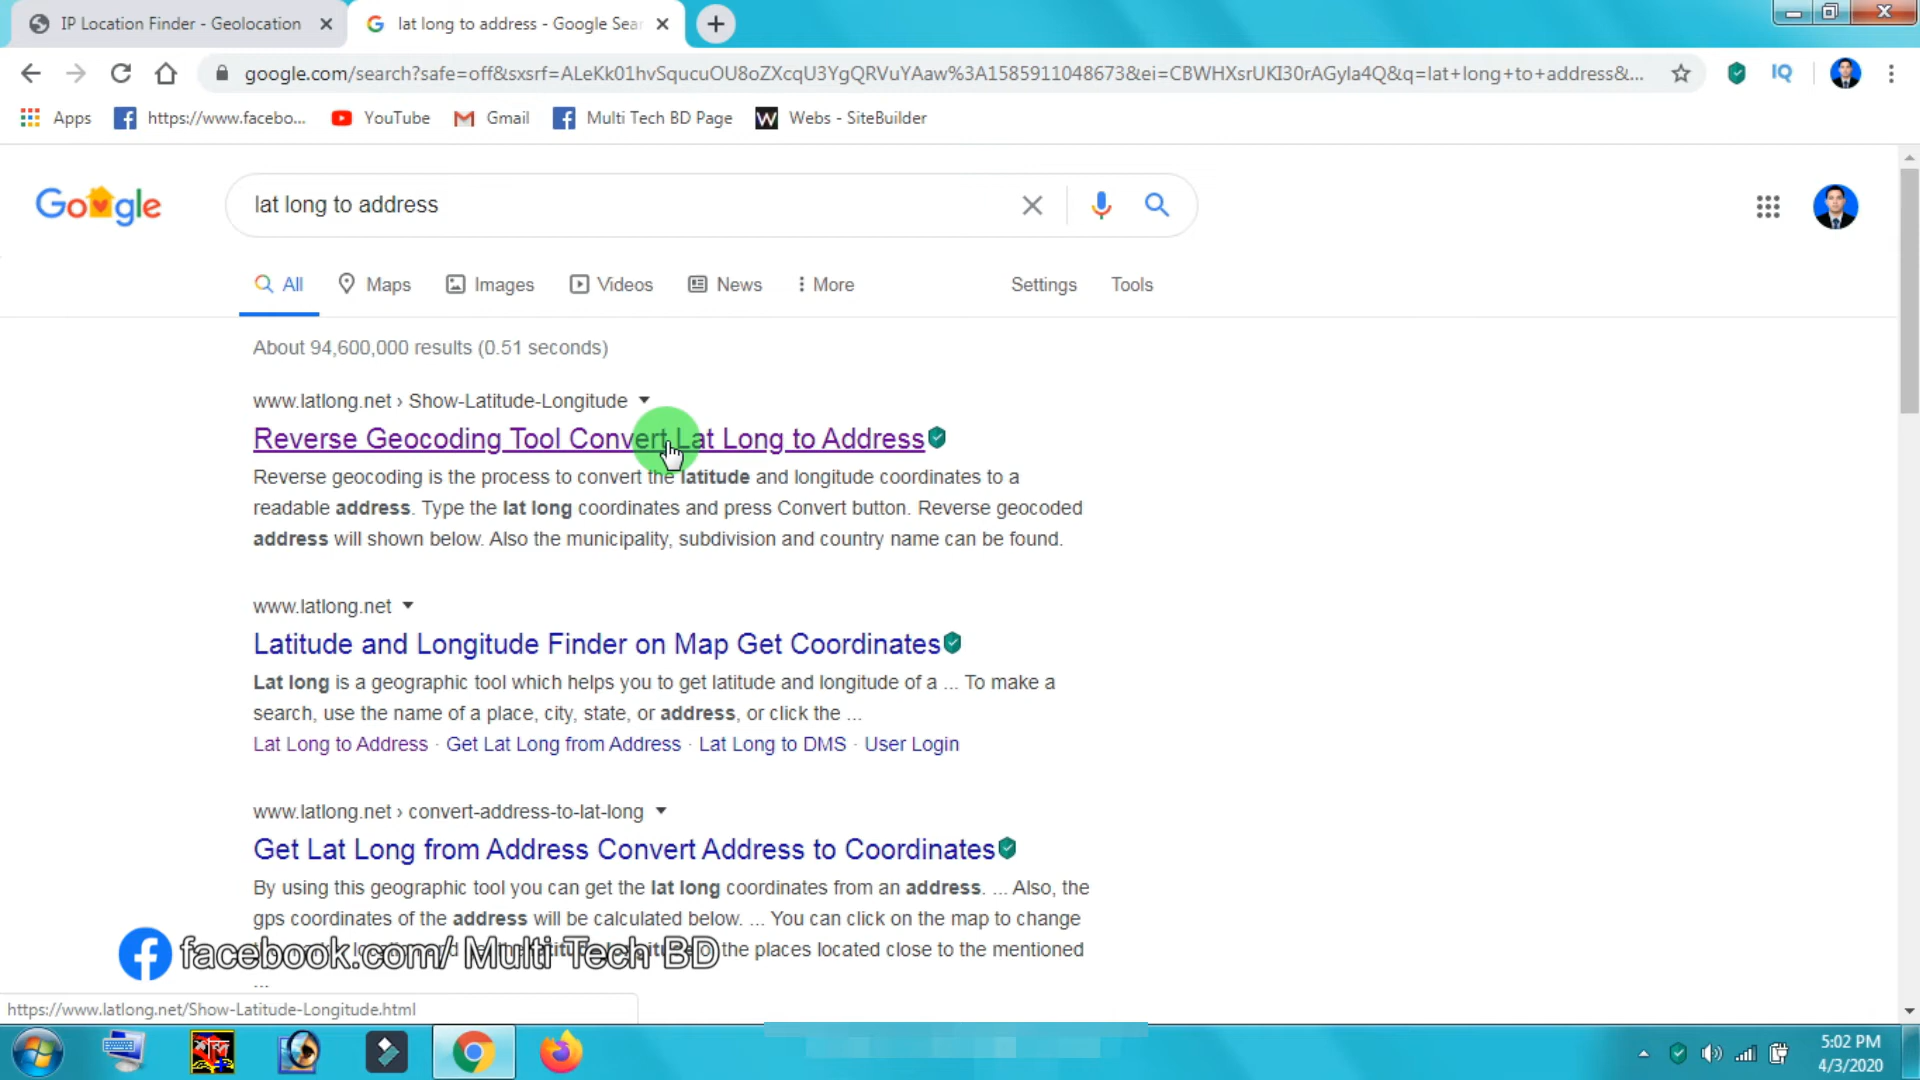 IP Location Finder - Geolocation
lat long to address - Google Sear
google.com/search?safe=off&sxsrf=ALeKk01hvSqucuOU8oZXcqU3YgQRVuYAaw%3A1585911048673&ei=CBWHXsrUKI30rAGyla4Q&q=lat+long+to+address&...
IQ
Apps
https://www.facebo...
YouTube
Gmail
Multi Tech BD Page
Webs - SiteBuilder
Google
lat long to address
All
Maps
Images
Videos
News
More
Settings
Tools
About 94,600,000 results (0.51 seconds)
www.latlong.net › Show-Latitude-Longitude
Reverse Geocoding Tool Convert Lat Long to Address
Reverse geocoding is the process to convert the latitude and longitude coordinates to a
readable address. Type the lat long coordinates and press Convert button. Reverse geocoded
address will shown below. Also the municipality, subdivision and country name can be found.
www.latlong.net
Latitude and Longitude Finder on Map Get Coordinates
Lat long is a geographic tool which helps you to get latitude and longitude of a ... To make a
search, use the name of a place, city, state, or address, or click the ...
Lat Long to Address · Get Lat Long from Address · Lat Long to DMS · User Login
www.latlong.net › convert-address-to-lat-long
Get Lat Long from Address Convert Address to Coordinates
By using this geographic tool you can get the lat long coordinates from an address. ... Also, the
gps coordinates of the address will be calculated below. ... You can click on the map to change
the places located close to the mentioned
...
facebook.com/ Multi Tech BD
https://www.latlong.net/Show-Latitude-Longitude.html
5:02 PM
4/3/2020